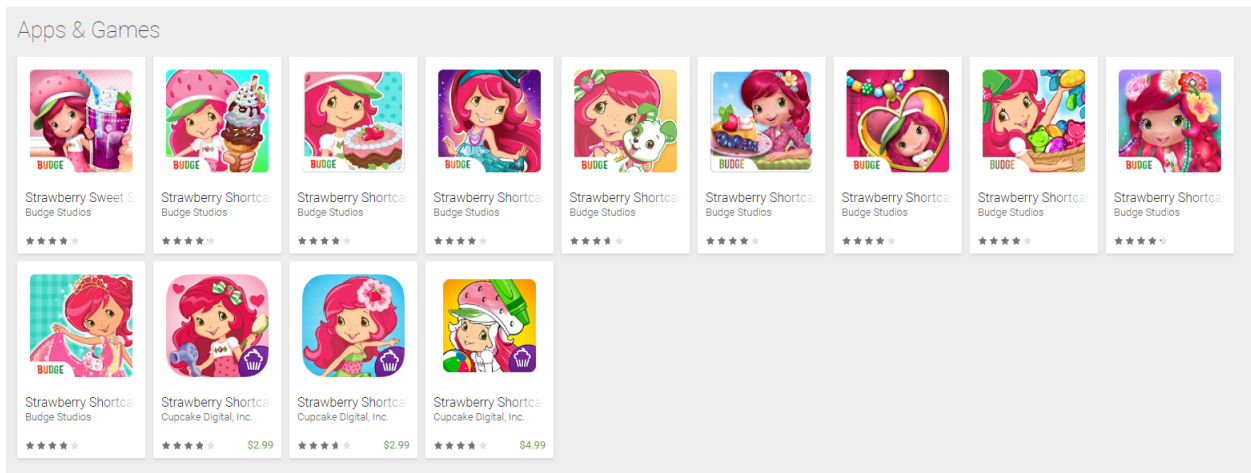 Apps & Games
BUDGE
BUDGE
BUDGE
BUDGE
BUDGE
BUDGE
BUDGE
BUDGE
BUDGE
Strawberry Sweet S
Budge Studios
Strawberry Shortca
Budge Studios
Strawberry Shortca
Budge Studios
Strawberry Shortca
Budge Studios
Strawberry Shortca
Budge Studios
Strawberry Shortca
Budge Studios
Strawberry Shortca
Budge Studios
Strawberry Shortca
Budge Studios
Strawberry Shortca
Budge Studios
BUDGE
Strawberry Shortca
Budge Studios
Strawberry Shortca
Cupcake Digital, Inc.
$2.99
Strawberry Shortca
Cupcake Digital, Inc.
$2.99
Strawberry Shortca
Cupcake Digital, Inc.
$4.99